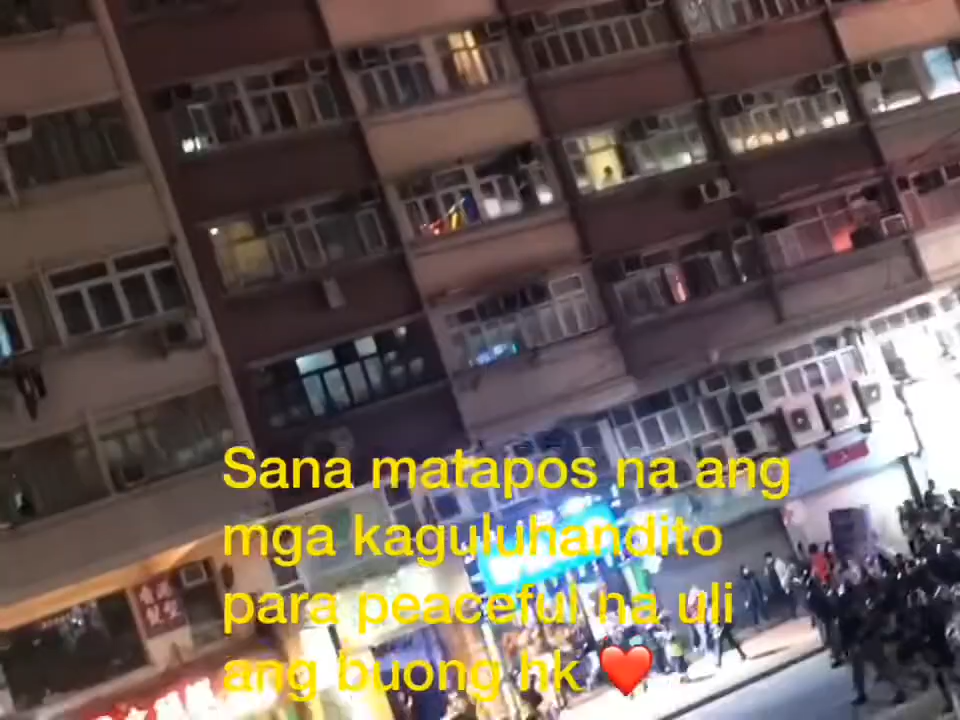 Sana matapos na ang
mga kaguluhandito
para peaceful na uli
ang buong hk ❤️